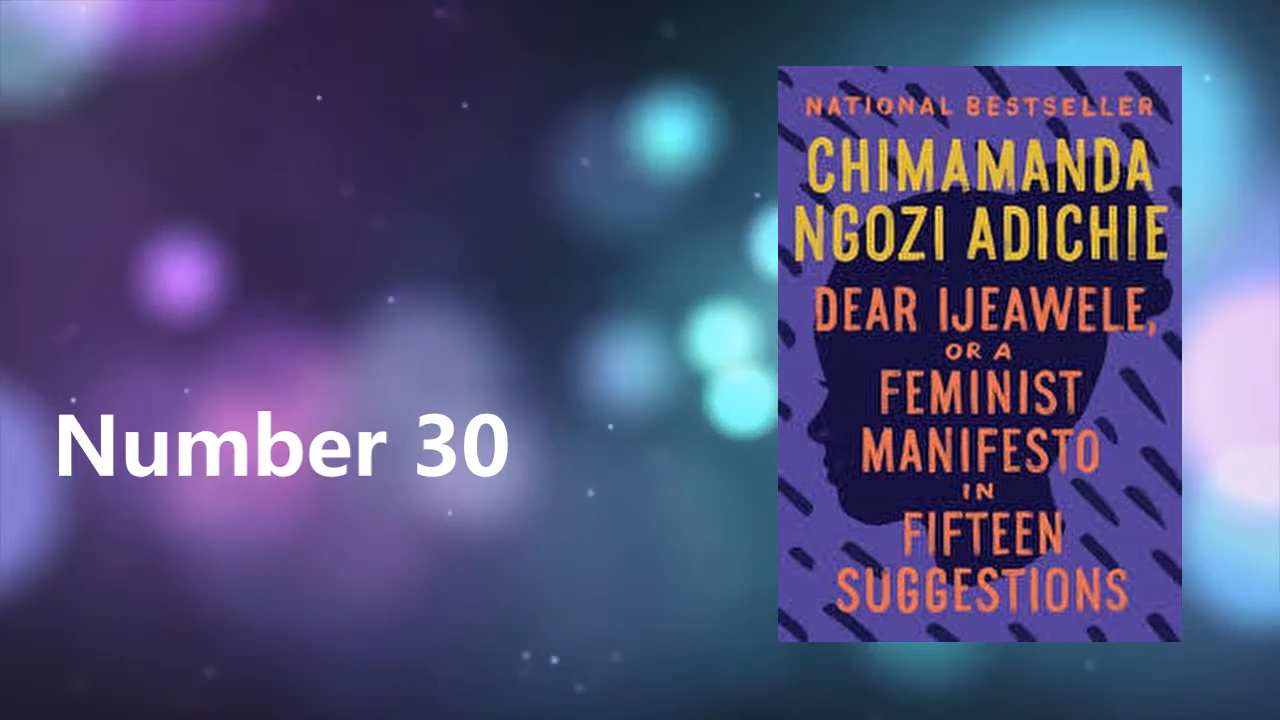 Number 30
NATIONAL BESTSELLER
CHIMAMANDA
NGOZI ADICHIE
DEAR IJEAWELE,
OR A
FEMINIST
MANIFESTO
IN
FIFTEEN
SUGGESTIONS